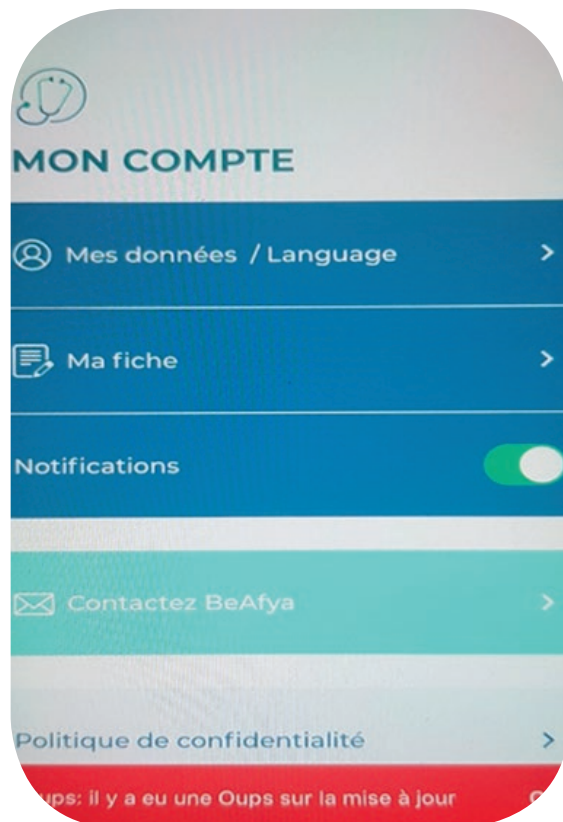 MON COMPTE
Mes données / Language
Ma fiche
Notifications
Contactez BeAfya
Politique de confidentialité
il y a eu une Oups sur la mise à jour